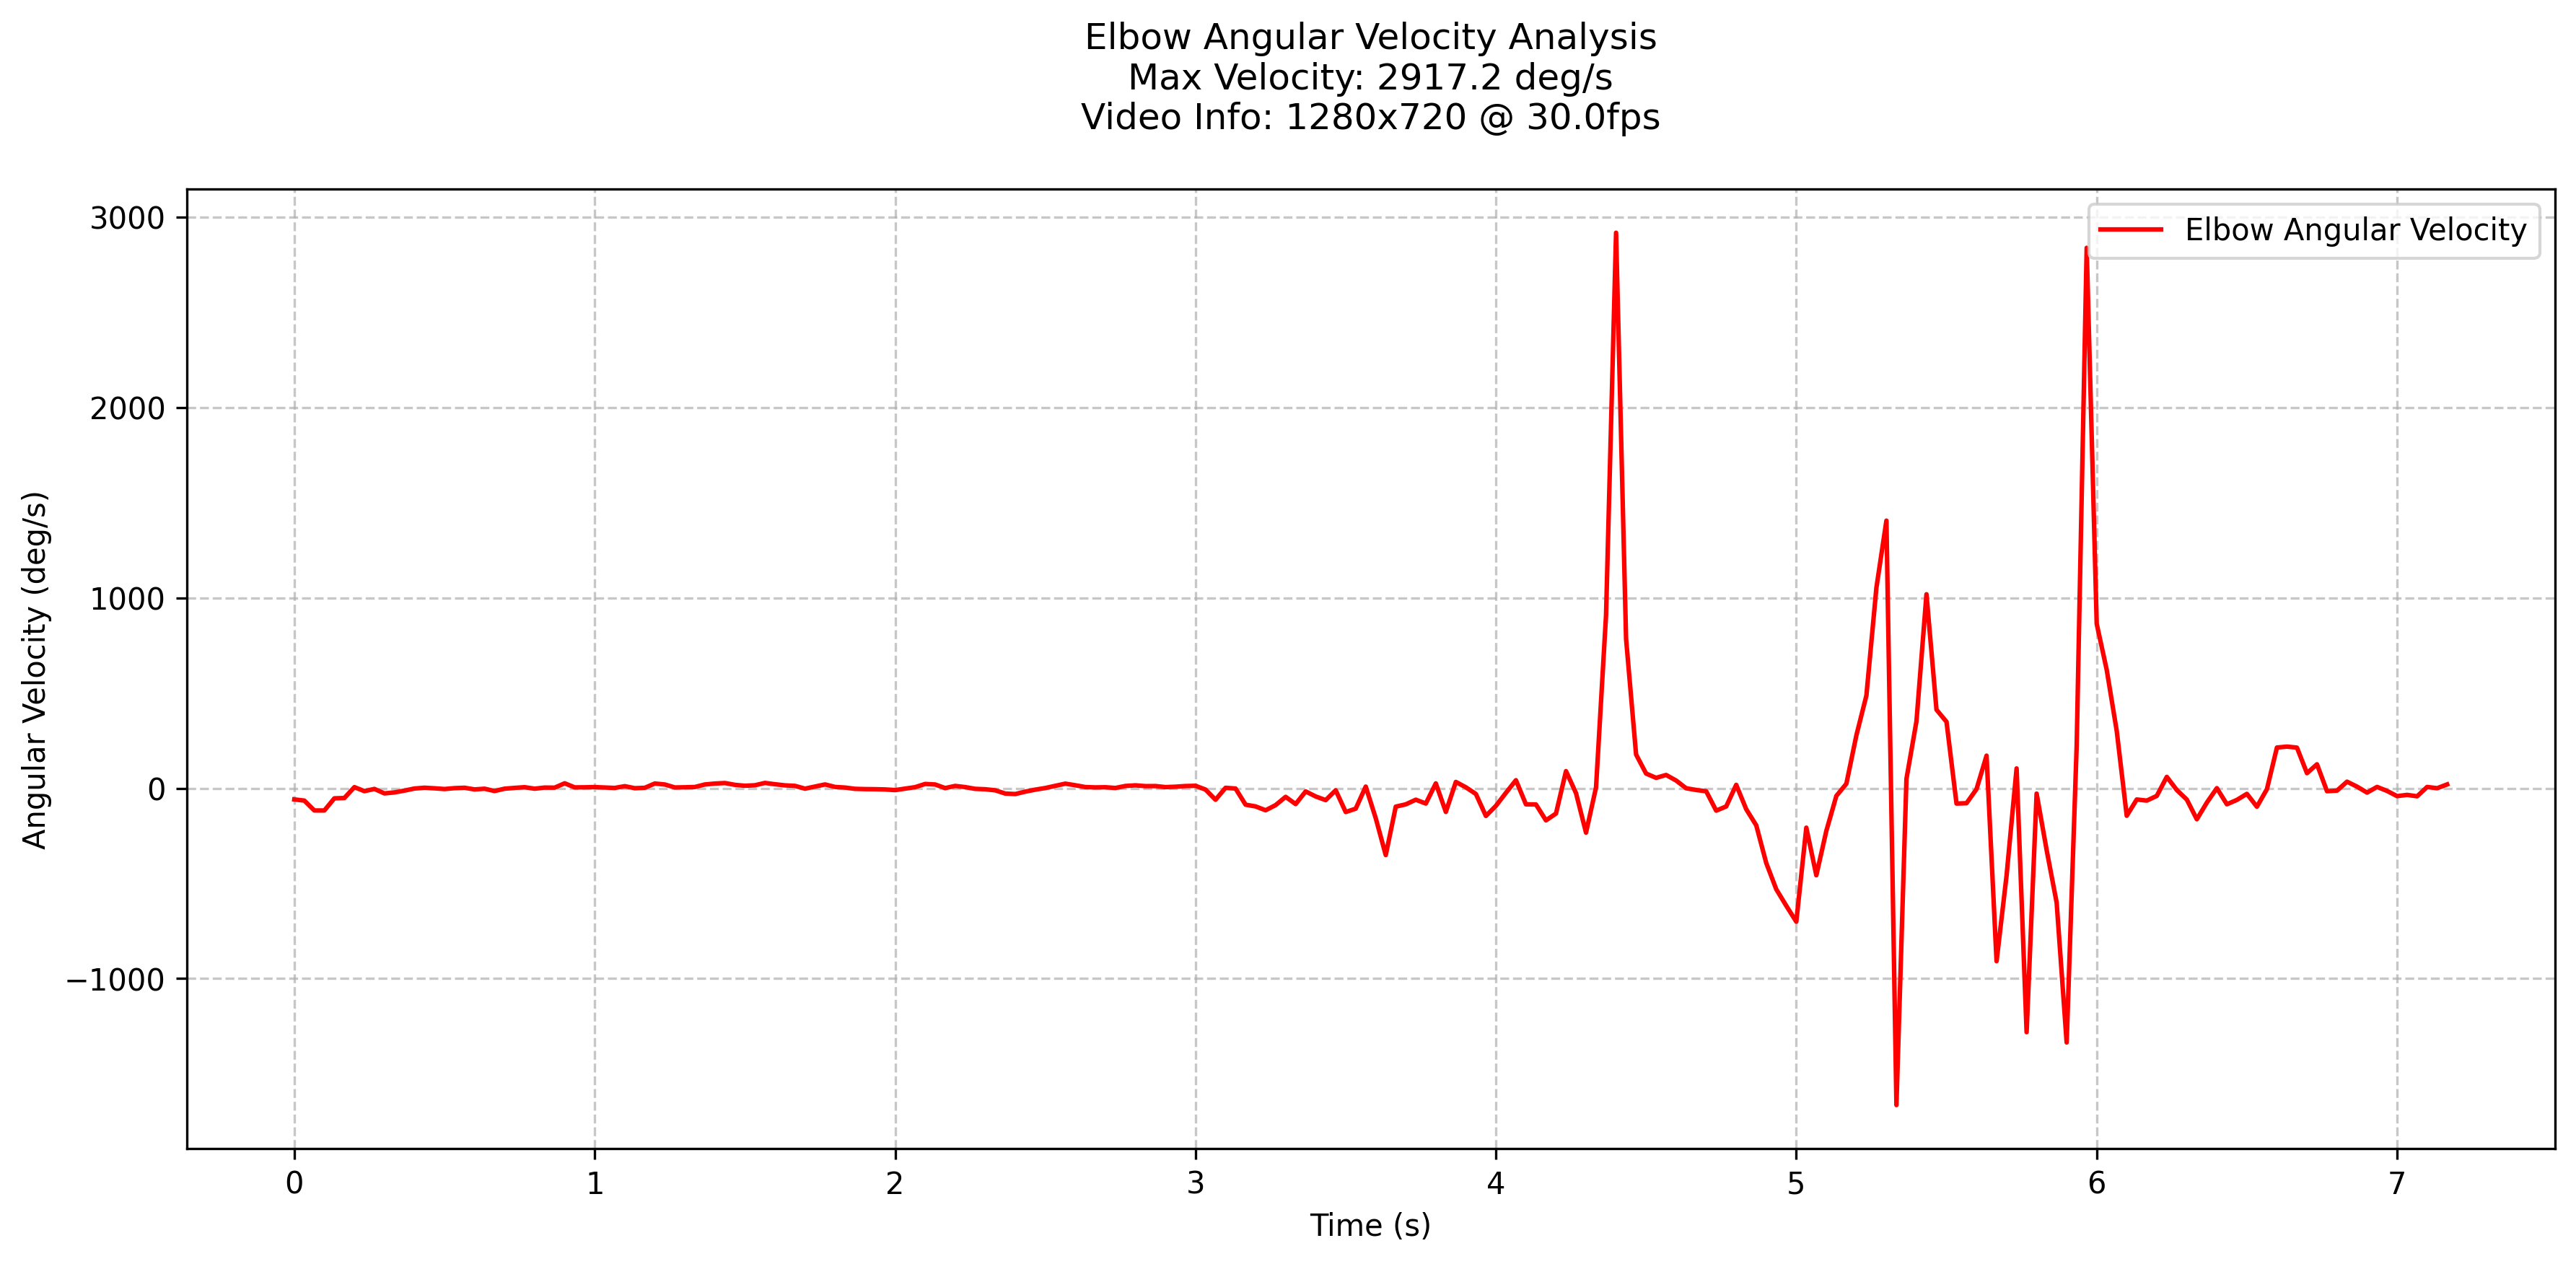 Elbow Angular Velocity Analysis
Max Velocity: 2917.2 deg/s
Video Info: 1280x720 @ 30.0fps
Elbow Angular Velocity
Angular Velocity (deg/s)
3000
2000
1000
0
−1000
0 1 2 3 4 5 6 7
Time (s)